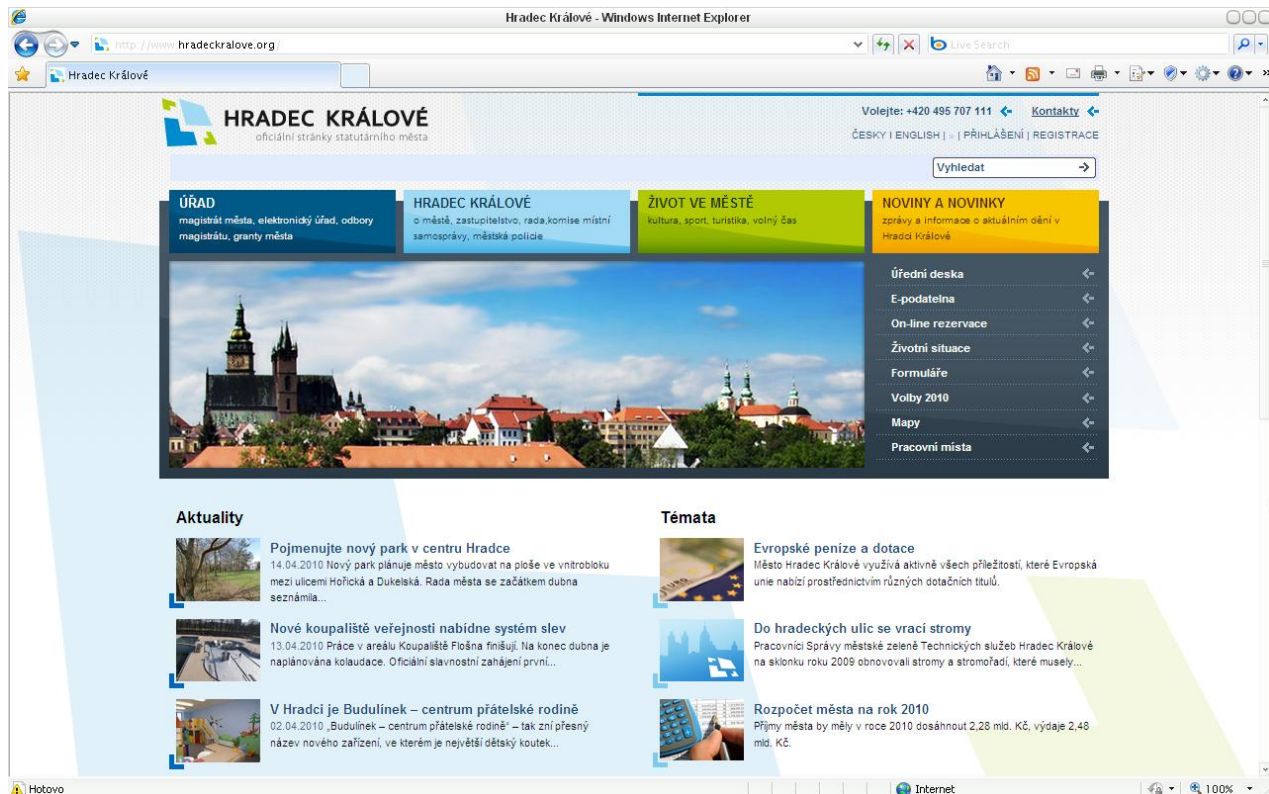 Hradec Králové - Windows Internet Explorer
http://www.hradeckralove.org/
Live Search
Hradec Králové
HRADEC KRÁLOVÉ
oficiální stránky statutárního města
Volejte: +420 495 707 111 Kontakty
ČESKY I ENGLISH | | PŘIHLÁŠENÍ | REGISTRACE
Vyhledat
ÚŘAD
magistrát města, elektronický úřad, odbory
magistrátu, granty města
HRADEC KRÁLOVÉ
o městě, zastupitelstvo, rada,komise místní
samosprávy, městská policie
ŽIVOT VE MĚSTĚ
kultura, sport, turistika, volný čas
NOVINY A NOVINKY
zprávy a informace o aktuálním dění v
Hradci Králové
Úřední deska
E-podatelna
On-line rezervace
Životní situace
Formuláře
Volby 2010
Mapy
Pracovní místa
Aktuality
Pojmenujte nový park v centru Hradce
14.04.2010 Nový park plánuje město vybudovat na ploše ve vnitrobloku
mezi ulicemi Hořická a Dukelská. Rada města se začátkem dubna
seznámila...
Nové koupaliště veřejnosti nabídne systém slev
13.04.2010 Práce v areálu Koupaliště Flošna finišují. Na konec dubna je
naplánována kolaudace. Oficiální slavnostní zahájení první...
V Hradci je Budulínek – centrum přátelské rodině
02.04.2010 „Budulínek – centrum přátelské rodině“ – tak zní přesný
název nového zařízení, ve kterém je největší dětský koutek...
Témata
Evropské peníze a dotace
Město Hradec Králové využívá aktivně všech příležitostí, které Evropská
unie nabízí prostřednictvím různých dotačních titulů.
Do hradeckých ulic se vrací stromy
Pracovníci Správy městské zeleně Technických služeb Hradec Králové
na sklonku roku 2009 obnovovali stromy a stromořadí, které musely...
Rozpočet města na rok 2010
Příjmy města by měly v roce 2010 dosáhnout 2,28 mld. Kč, výdaje 2,48
mld. Kč.
Hotovo
Internet
100%